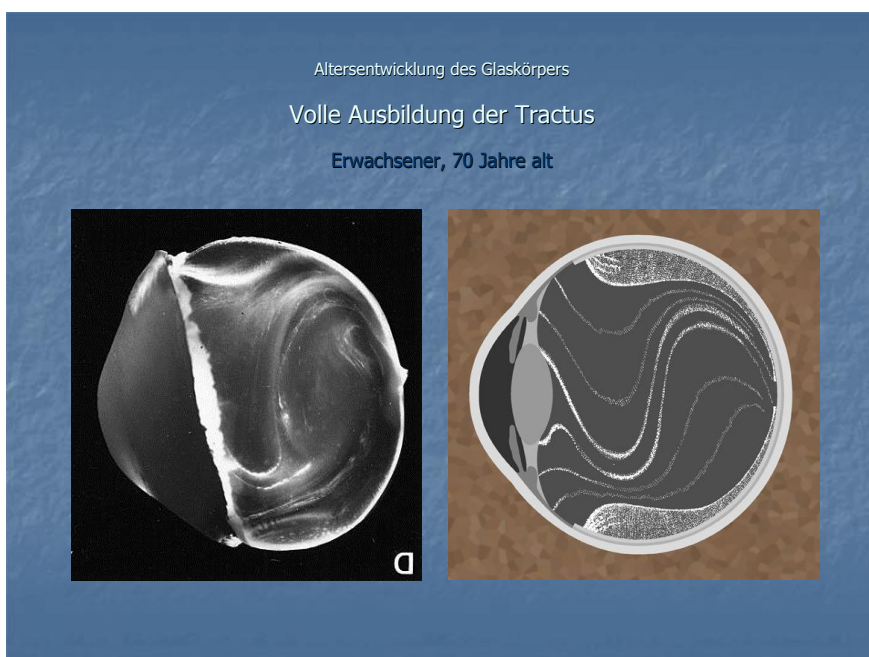 Altersentwicklung des Glaskörpers
Volle Ausbildung der Tractus
Erwachsener, 70 Jahre alt
D